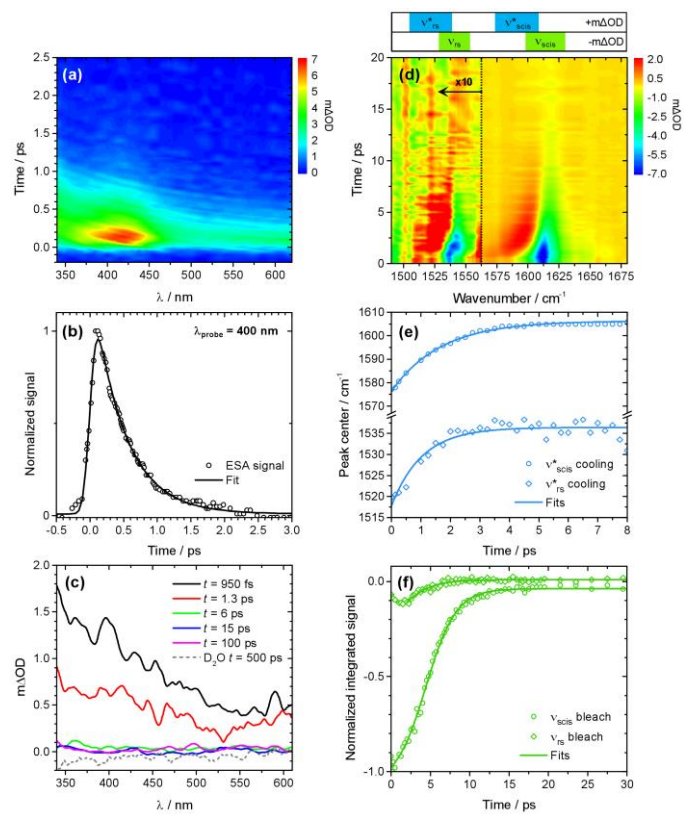 ν*rs
ν*scis
+mΔOD
νrs
νscis
-mΔOD
2.5
2.0
1.5
1.0
0.5
0.0
(a)
Time / ps
350 400 450 500 550 600
λ / nm
7
6
5
4
3
2
1
0
mΔOD
20
15
10
5
0
(d)
x10
Time / ps
1500 1525 1550 1575 1600 1625 1650 1675
Wavenumber / cm-1
2.0
1.0
0.0
-1.0
-2.0
-3.0
-4.0
-5.0
-6.0
-7.0
mΔOD
(b)
λprobe = 400 nm
1
0
Normalized signal
ESA signal
Fit
-0.5 0.0 0.5 1.0 1.5 2.0 2.5 3.0
Time / ps
(e)
1610
1600
1590
1580
1570
1535
1530
1525
1520
1515
Peak center / cm-1
ν*scis cooling
ν*rs cooling
Fits
0 1 2 3 4 5 6 7 8
Time / ps
(c)
2.0
1.5
1.0
0.5
0.0
mΔOD
t = 950 fs
t = 1.3 ps
t = 6 ps
t = 15 ps
t = 100 ps
D2O t = 500 ps
350 400 450 500 550 600
λ / nm
(f)
0.0
-0.5
-1.0
Normalized integrated signal
νscis bleach
νrs bleach
Fits
0 5 10 15 20 25 30
Time / ps